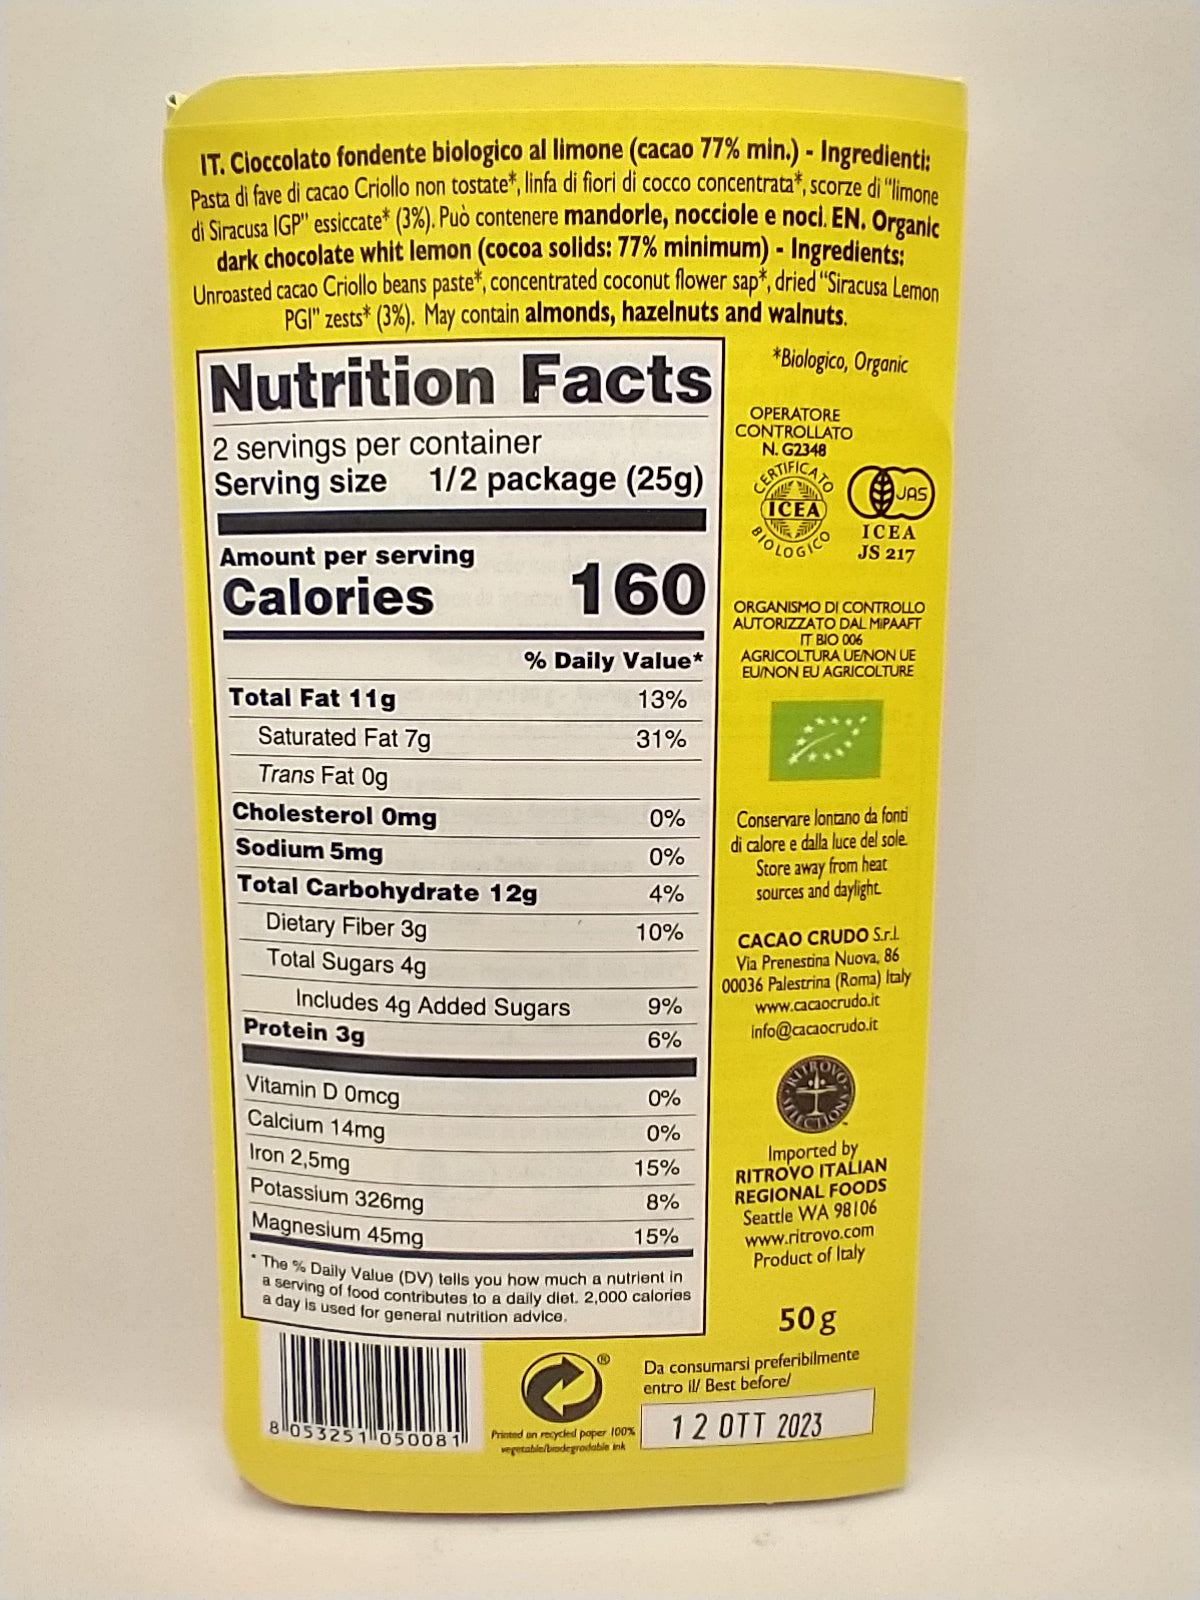 IT. Cioccolato fondente biologico al limone (cacao 77% min.) - Ingredienti:
Pasta di fave di cacao Criollo non tostate*, linfa di fiori di cocco concentrata*, scorze di "limone
di Siracusa IGP" essiccate* (3%). Può contenere mandorle, nocciole e noci. EN. Organic
dark chocolate whit lemon (cocoa solids: 77% minimum) - Ingredients:
Unroasted cacao Criollo beans paste*, concentrated coconut flower sap*, dried "Siracusa Lemon
PGI" zests* (3%). May contain almonds, hazelnuts and walnuts.
*Biologico, Organic
Nutrition Facts
2 servings per container
Serving size 1/2 package (25g)
Amount per serving
Calories 160
% Daily Value*
Total Fat 11g 13%
Saturated Fat 7g 31%
Trans Fat 0g
Cholesterol 0mg 0%
Sodium 5mg 0%
Total Carbohydrate 12g 4%
Dietary Fiber 3g 10%
Total Sugars 4g
Includes 4g Added Sugars 9%
Protein 3g 6%
Vitamin D 0mcg 0%
Calcium 14mg 0%
Iron 2,5mg 15%
Potassium 326mg 8%
Magnesium 45mg 15%
* The % Daily Value (DV) tells you how much a nutrient in
a serving of food contributes to a daily diet. 2,000 calories
a day is used for general nutrition advice.
OPERATORE
CONTROLLATO
N. G2348
CERTIFICATO
ICEA
BIOLOGICO
JAS
ICEA
JS 217
ORGANISMO DI CONTROLLO
AUTORIZZATO DAL MIPAAFT
IT BIO 006
AGRICOLTURA UE/NON UE
EU/NON EU AGRICOLTURE
Conservare lontano da fonti
di calore e dalla luce del sole.
Store away from heat
sources and daylight.
CACAO CRUDO S.r.l.
Via Prenestina Nuova, 86
00036 Palestrina (Roma) Italy
www.cacaocrudo.it
info@cacaocrudo.it
RITROVO
SELECTIONS
Imported by
RITROVO ITALIAN
REGIONAL FOODS
Seattle WA 98106
www.ritrovo.com
Product of Italy
50 g
8 053251 050081
®
Printed on recycled paper 100%
vegetable/biodegradable ink
Da consumarsi preferibilmente
entro il/ Best before/
12 OTT 2023